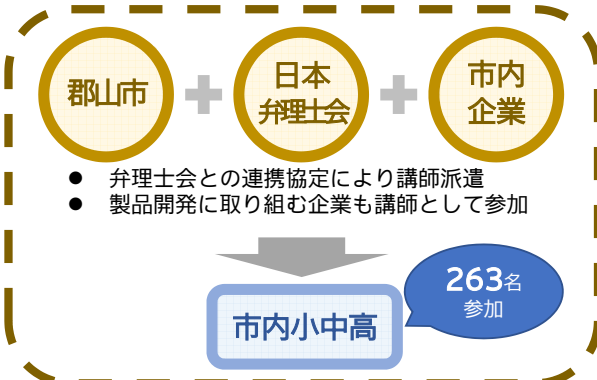 郡山市
日本
弁理士会
市内
企業
● 弁理士会との連携協定により講師派遣
● 製品開発に取り組む企業も講師として参加
263名
参加
市内小中高